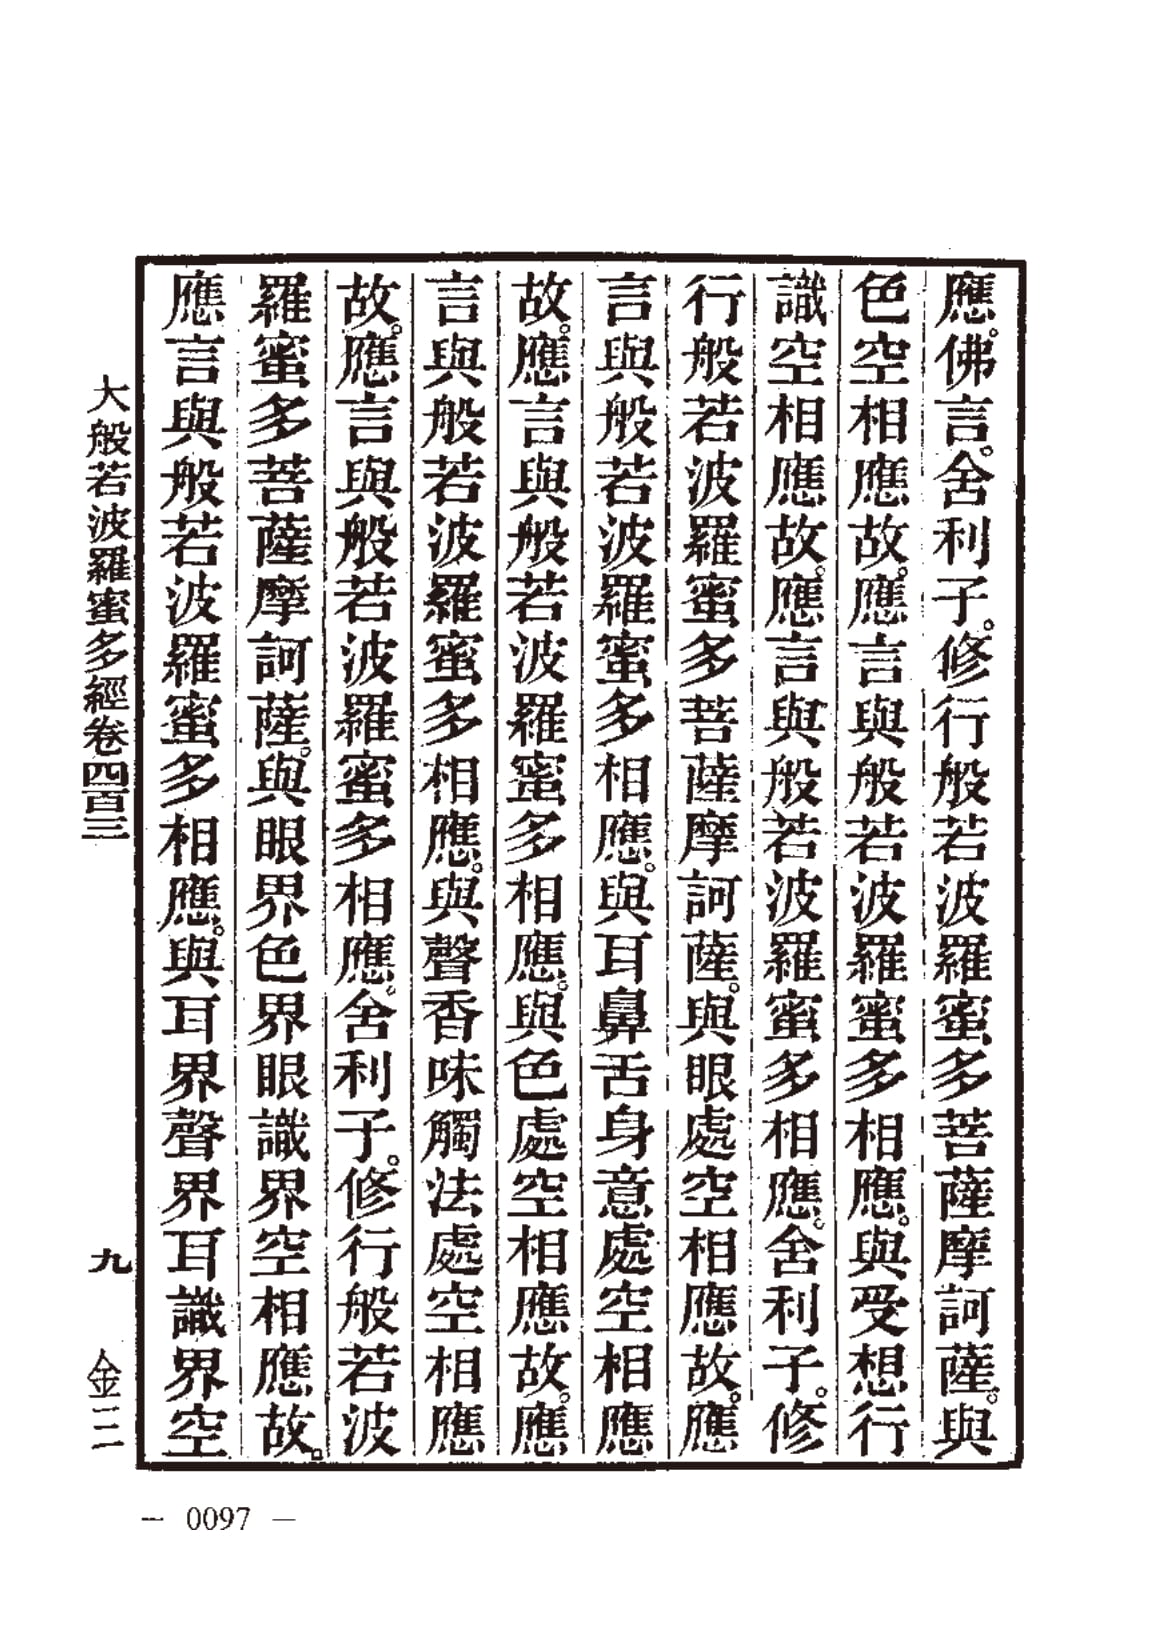 應。佛言。舍利子。修行般若波羅蜜多菩薩摩訶薩。與
色空相應故。應言與般若波羅蜜多相應。與受想行
識空相應故。應言與般若波羅蜜多相應。舍利子。修
行般若波羅蜜多菩薩摩訶薩。與眼處空相應故。應
言與般若波羅蜜多相應。與耳鼻舌身意處空相應
故。應言與般若波羅蜜多相應。與色處空相應故。應
言與般若波羅蜜多相應。與聲香味觸法處空相應
故。應言與般若波羅蜜多相應。舍利子。修行般若波
羅蜜多菩薩摩訶薩。與眼界色界眼識界空相應故。
應言與般若波羅蜜多相應。與耳界聲界耳識界空
大般若波羅蜜多經卷四百三 九 金二
— 0097 —